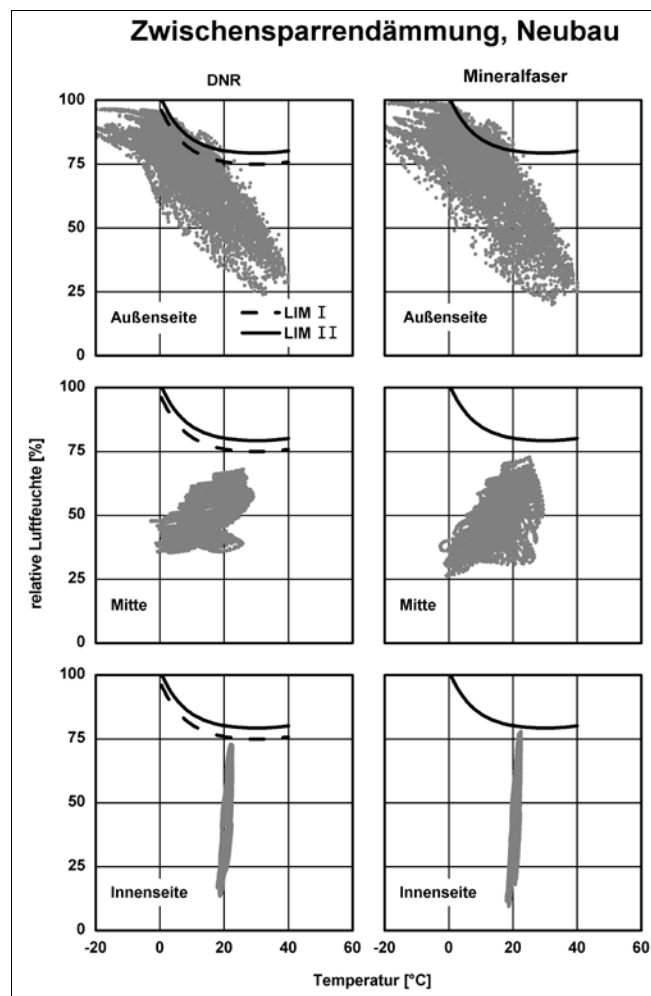 Zwischensparrendämmung, Neubau
DNR
Mineralfaser
100
75
50
25
0
Außenseite
LIM I
LIM II
Außenseite
relative Luftfeuchte [%]
100
75
50
25
0
Mitte
Mitte
100
75
50
25
0
Innenseite
Innenseite
-20 0 20 40 60 -20 0 20 40 60
Temperatur [°C]